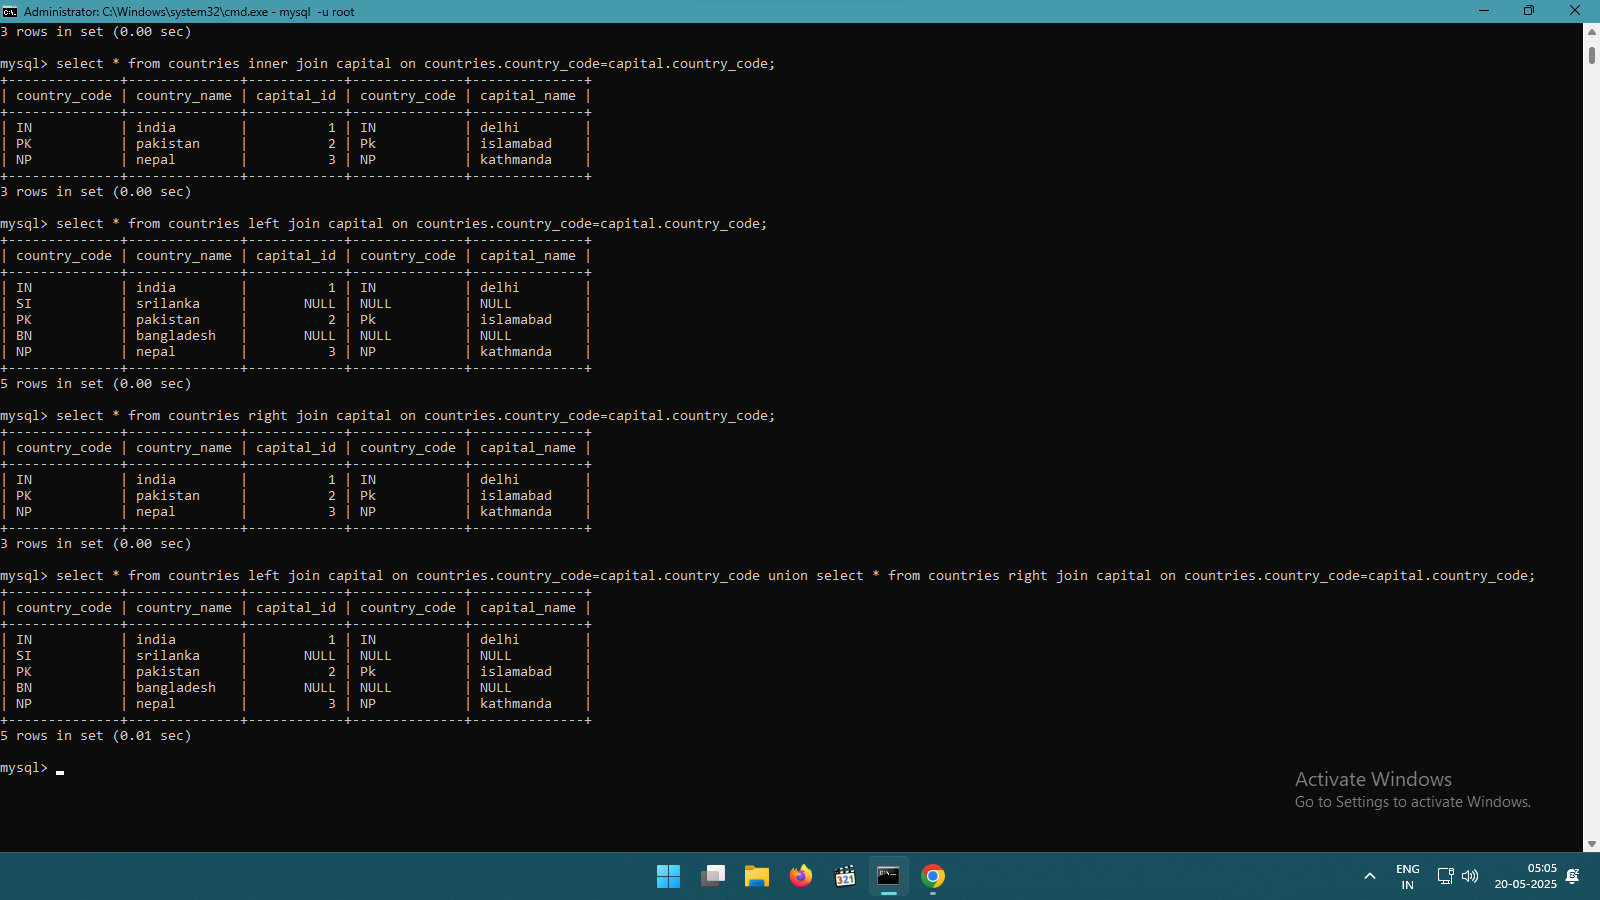 Administrator: C:\Windows\system32\cmd.exe - mysql  -u root
3 rows in set (0.00 sec)

mysql> select * from countries inner join capital on countries.country_code=capital.country_code;
+--------------+--------------+------------+--------------+--------------+
| country_code | country_name | capital_id | country_code | capital_name |
+--------------+--------------+------------+--------------+--------------+
| IN           | india        |          1 | IN           | delhi        |
| PK           | pakistan     |          2 | Pk           | islamabad    |
| NP           | nepal        |          3 | NP           | kathmanda    |
+--------------+--------------+------------+--------------+--------------+
3 rows in set (0.00 sec)

mysql> select * from countries left join capital on countries.country_code=capital.country_code;
+--------------+--------------+------------+--------------+--------------+
| country_code | country_name | capital_id | country_code | capital_name |
+--------------+--------------+------------+--------------+--------------+
| IN           | india        |          1 | IN           | delhi        |
| SI           | srilanka     |       NULL | NULL         | NULL         |
| PK           | pakistan     |          2 | Pk           | islamabad    |
| BN           | bangladesh   |       NULL | NULL         | NULL         |
| NP           | nepal        |          3 | NP           | kathmanda    |
+--------------+--------------+------------+--------------+--------------+
5 rows in set (0.00 sec)

mysql> select * from countries right join capital on countries.country_code=capital.country_code;
+--------------+--------------+------------+--------------+--------------+
| country_code | country_name | capital_id | country_code | capital_name |
+--------------+--------------+------------+--------------+--------------+
| IN           | india        |          1 | IN           | delhi        |
| PK           | pakistan     |          2 | Pk           | islamabad    |
| NP           | nepal        |          3 | NP           | kathmanda    |
+--------------+--------------+------------+--------------+--------------+
3 rows in set (0.00 sec)

mysql> select * from countries left join capital on countries.country_code=capital.country_code union select * from countries right join capital on countries.country_code=capital.country_code;
+--------------+--------------+------------+--------------+--------------+
| country_code | country_name | capital_id | country_code | capital_name |
+--------------+--------------+------------+--------------+--------------+
| IN           | india        |          1 | IN           | delhi        |
| SI           | srilanka     |       NULL | NULL         | NULL         |
| PK           | pakistan     |          2 | Pk           | islamabad    |
| BN           | bangladesh   |       NULL | NULL         | NULL         |
| NP           | nepal        |          3 | NP           | kathmanda    |
+--------------+--------------+------------+--------------+--------------+
5 rows in set (0.01 sec)

mysql> _
Activate Windows
Go to Settings to activate Windows.
321
ENG
IN
05:05
20-05-2025